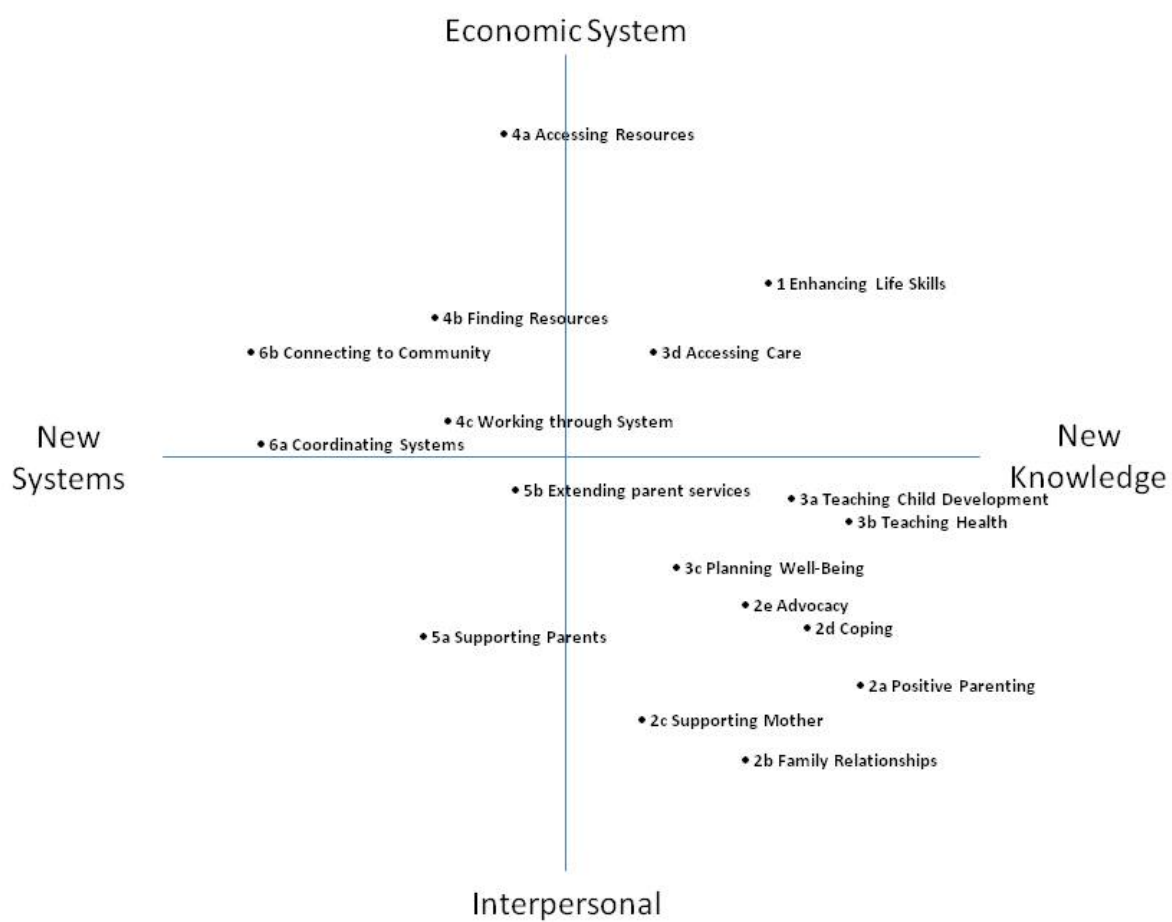 Economic System
4a Accessing Resources
1 Enhancing Life Skills
4b Finding Resources
6b Connecting to Community
3d Accessing Care
4c Working through System
6a Coordinating Systems
New
Systems
New
Knowledge
5b Extending parent services
3a Teaching Child Development
3b Teaching Health
3c Planning Well-Being
2e Advocacy
2d Coping
5a Supporting Parents
2a Positive Parenting
2c Supporting Mother
2b Family Relationships
Interpersonal